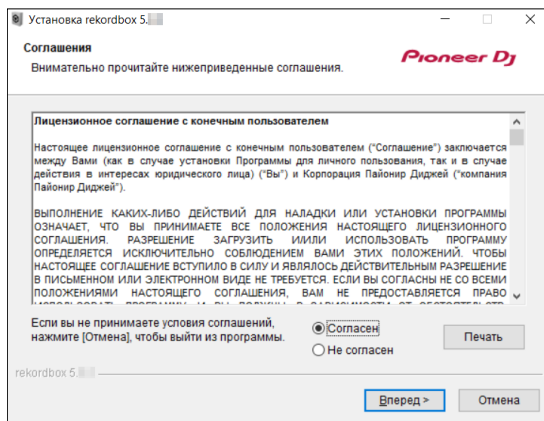 Установка rekordbox 5.
Соглашения
Внимательно прочитайте нижеприведенные соглашения.
Pioneer Dj
Лицензионное соглашение с конечным пользователем
Настоящее лицензионное соглашение с конечным пользователем (“Соглашение”) заключается
между Вами (как в случае установки Программы для личного пользования, так и в случае
действия в интересах юридического лица) (“Вы”) и Корпорация Пайонир Диджей (“компания
Пайонир Диджей”).
ВЫПОЛНЕНИЕ КАКИХ-ЛИБО ДЕЙСТВИЙ ДЛЯ НАЛАДКИ ИЛИ УСТАНОВКИ ПРОГРАММЫ
ОЗНАЧАЕТ, ЧТО ВЫ ПРИНИМАЕТЕ ВСЕ ПОЛОЖЕНИЯ НАСТОЯЩЕГО ЛИЦЕНЗИОННОГО
СОГЛАШЕНИЯ. РАЗРЕШЕНИЕ ЗАГРУЗИТЬ И/ИЛИ ИСПОЛЬЗОВАТЬ ПРОГРАММУ
ОПРЕДЕЛЯЕТСЯ ИСКЛЮЧИТЕЛЬНО СОБЛЮДЕНИЕМ ВАМИ ЭТИХ ПОЛОЖЕНИЙ. ЧТОБЫ
НАСТОЯЩЕЕ СОГЛАШЕНИЕ ВСТУПИЛО В СИЛУ И ЯВЛЯЛОСЬ ДЕЙСТВИТЕЛЬНЫМ РАЗРЕШЕНИЕ
В ПИСЬМЕННОМ ИЛИ ЭЛЕКТРОННОМ ВИДЕ НЕ ТРЕБУЕТСЯ. ЕСЛИ ВЫ СОГЛАСНЫ НЕ СО ВСЕМИ
ПОЛОЖЕНИЯМИ НАСТОЯЩЕГО СОГЛАШЕНИЯ, ВАМ НЕ ПРЕДОСТАВЛЯЕТСЯ ПРАВО
Если вы не принимаете условия соглашений,
нажмите [Отмена], чтобы выйти из программы.
Согласен
Не согласен
Печать
rekordbox 5.
Вперед >
Отмена